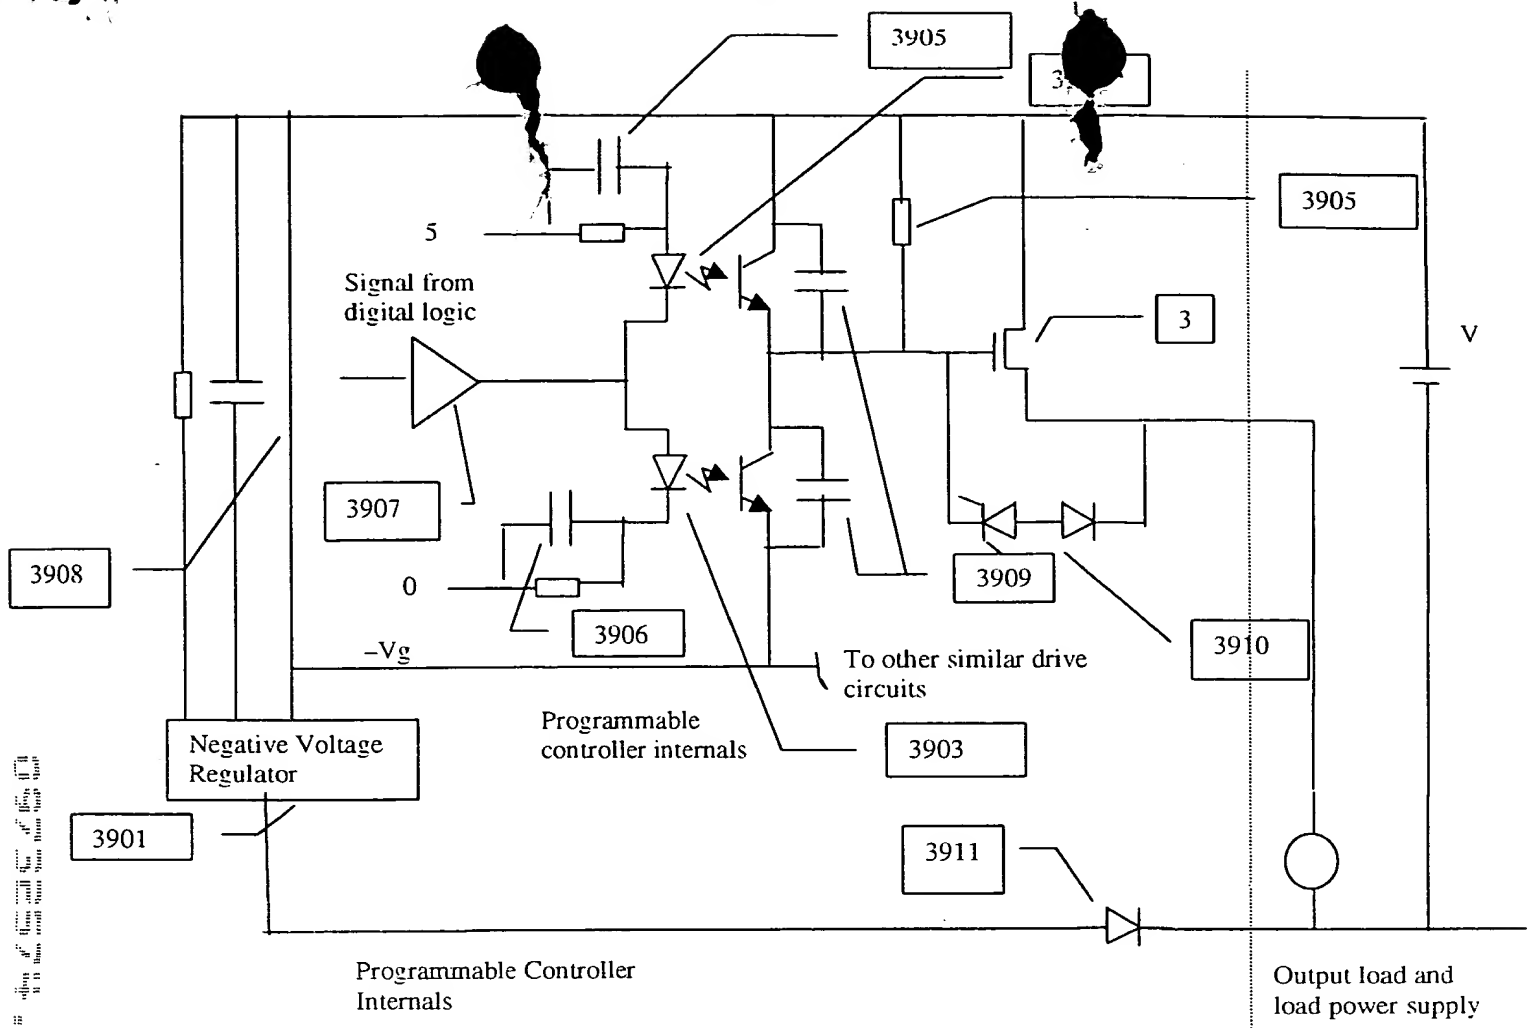 3905
3905
5
Signal from
digital logic
3
V
3907
3908
3909
0
3906
3910
–Vg
To other similar drive
circuits
Programmable
controller internals
3903
Negative Voltage
Regulator
3901
3911
Programmable Controller
Internals
Output load and
load power supply